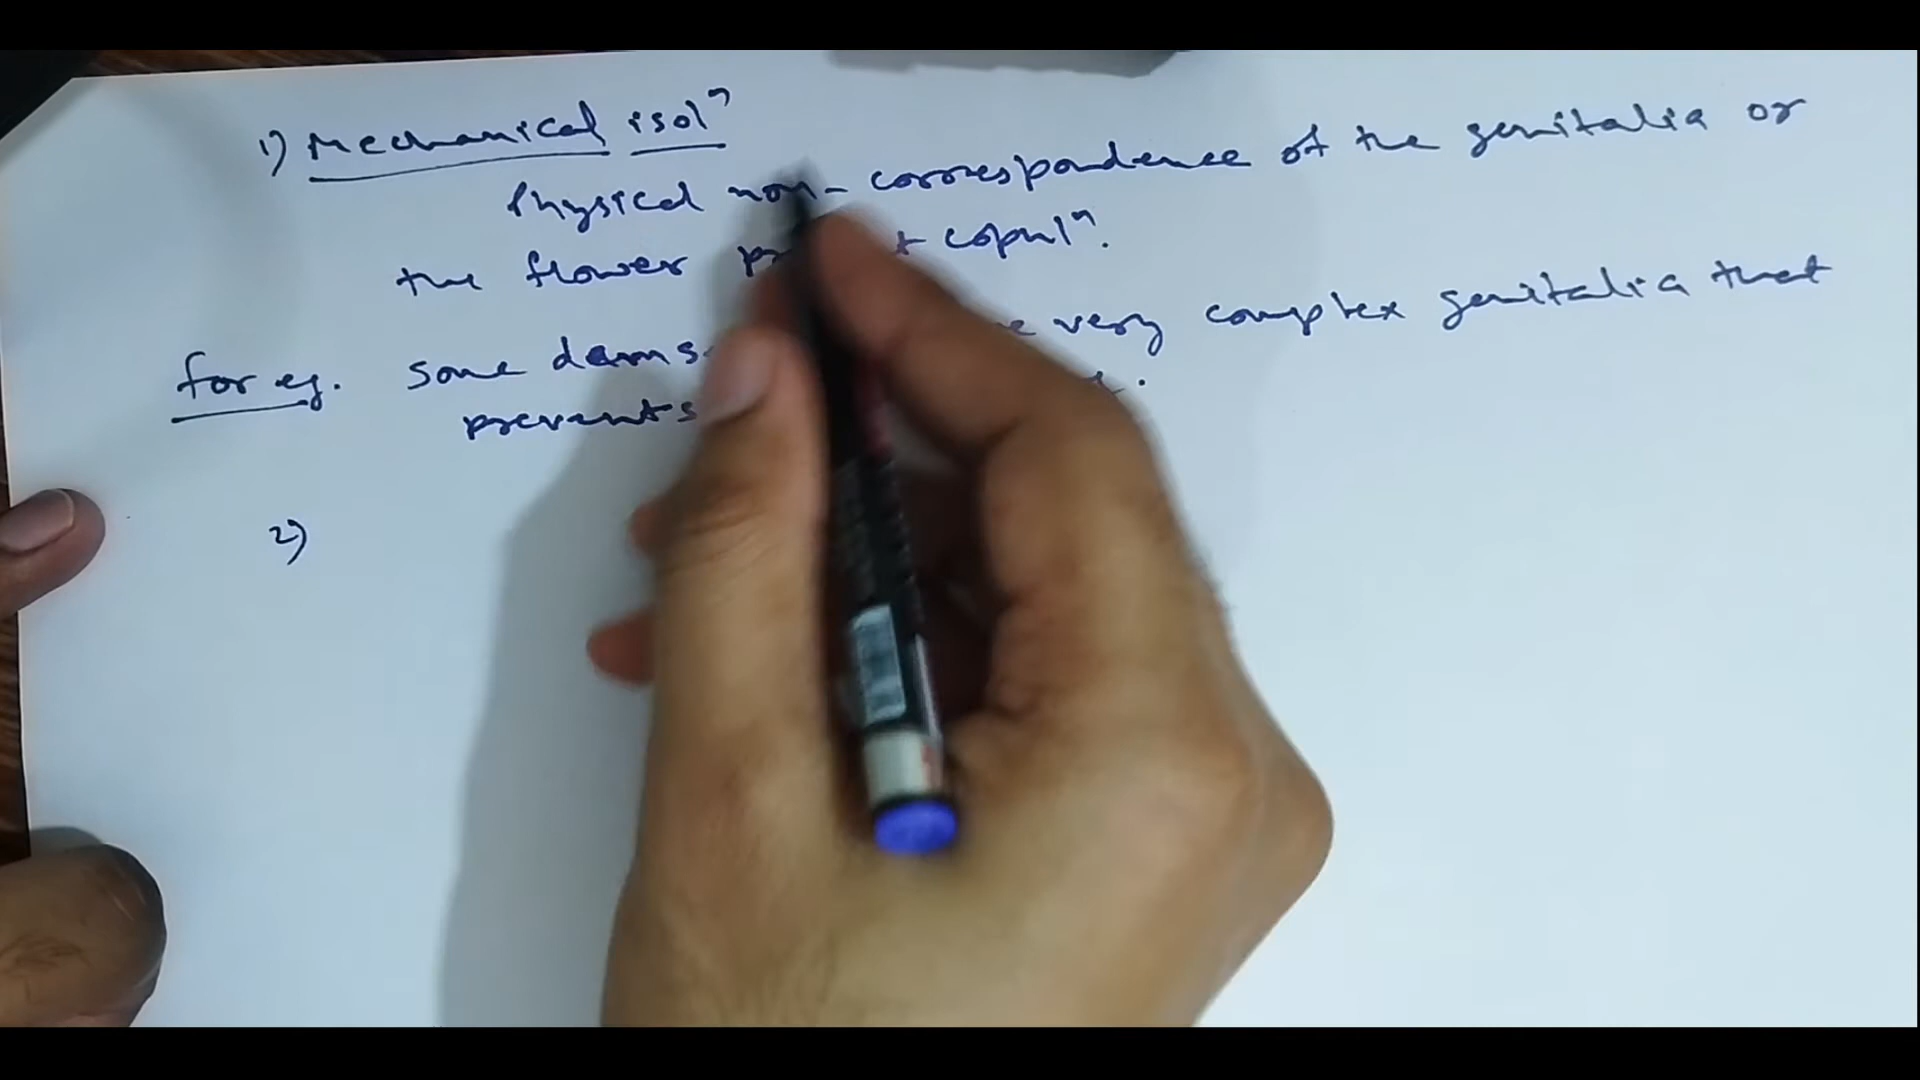 1) Mechanical isolⁿ
Physical non-correspondence of the genitalia or
the flower copulⁿ.
for eg. some very complex genitalia that
prevents
2)